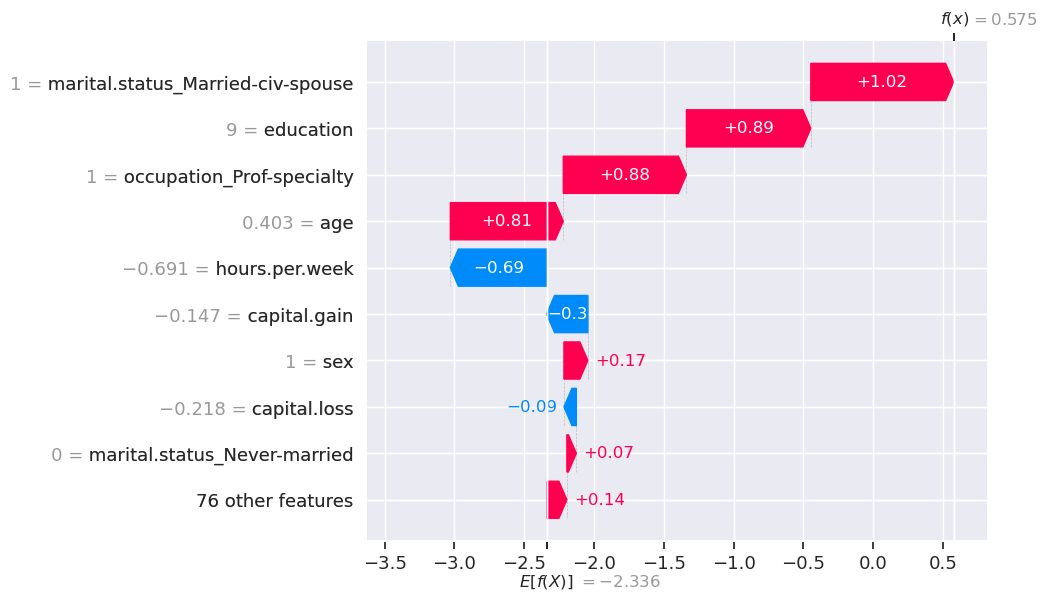 f(x) = 0.575
1 = marital.status_Married-civ-spouse
+1.02
9 = education
+0.89
1 = occupation_Prof-specialty
+0.88
0.403 = age
+0.81
−0.691 = hours.per.week
−0.69
−0.147 = capital.gain
−0.3
1 = sex
+0.17
−0.218 = capital.loss
−0.09
0 = marital.status_Never-married
+0.07
76 other features
+0.14
−3.5 −3.0 −2.5 −2.0 −1.5 −1.0 −0.5 0.0 0.5
E[f(X)] = −2.336